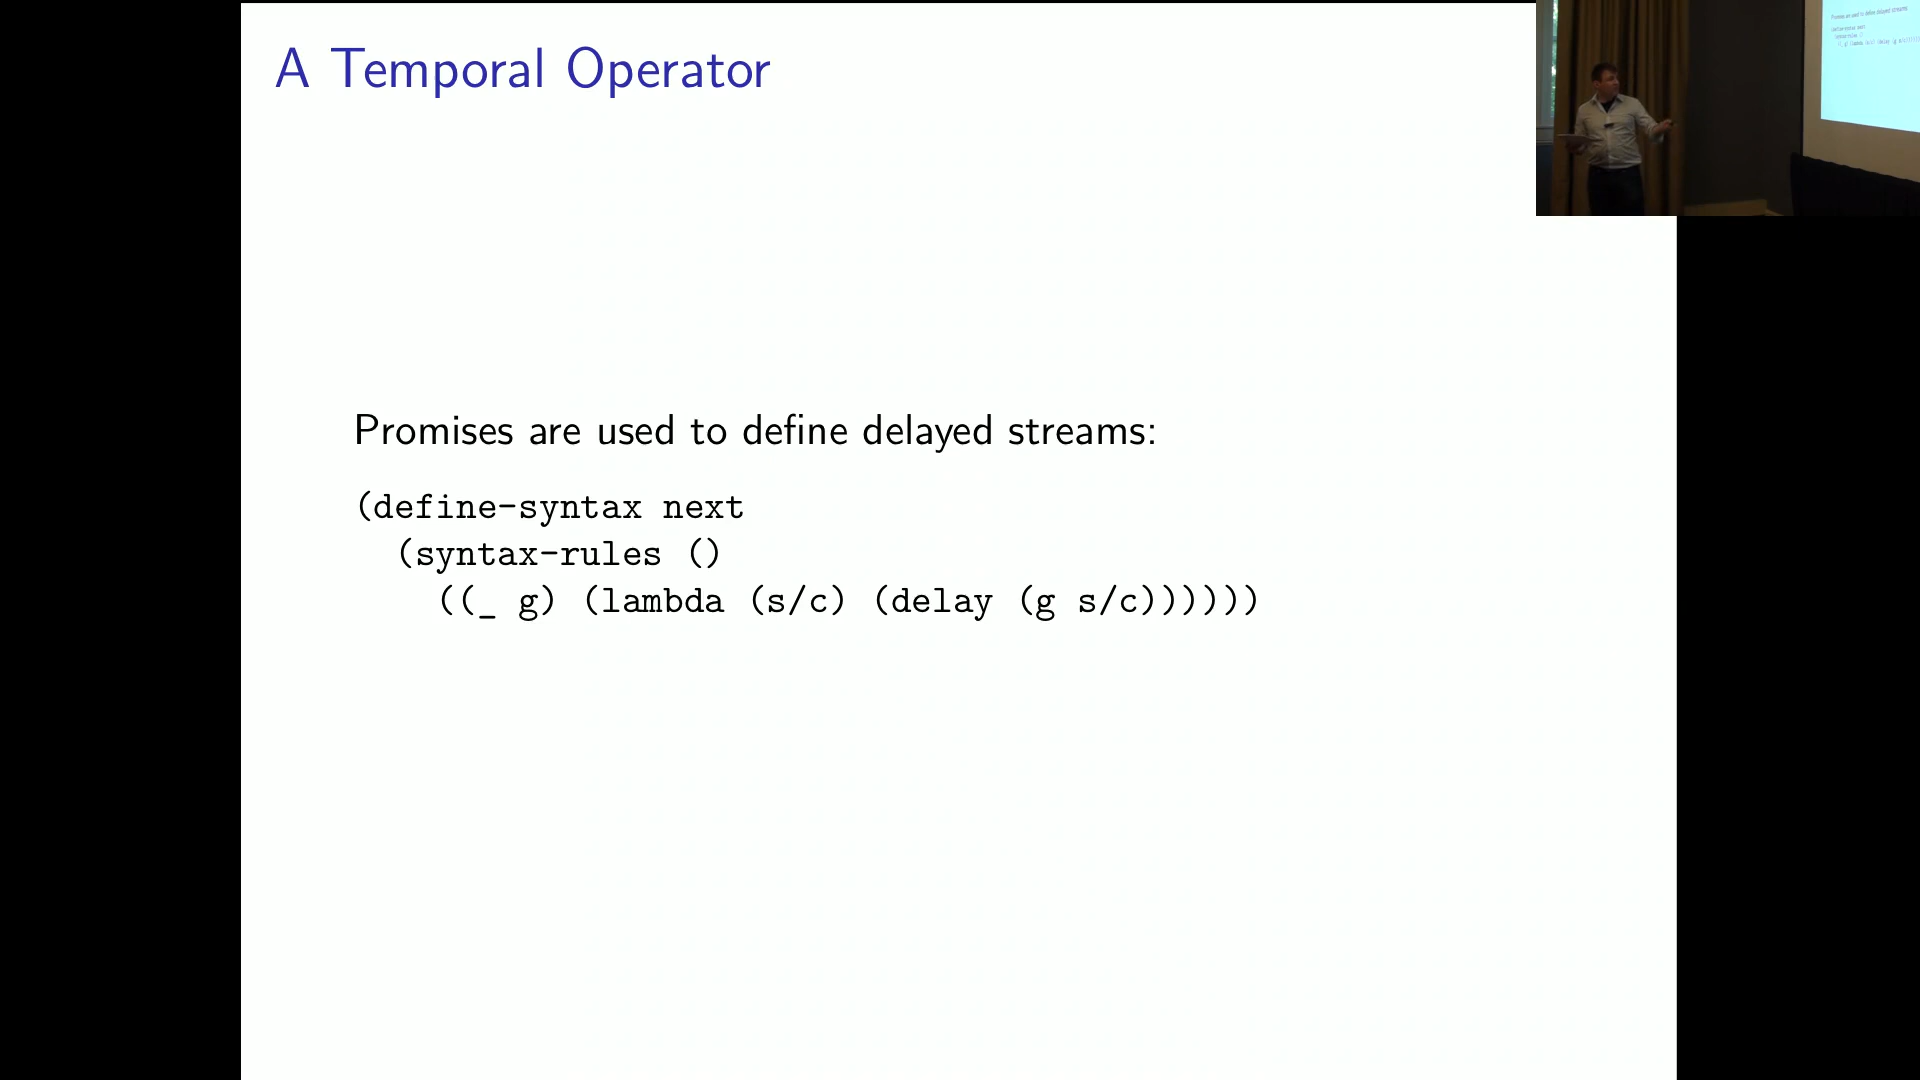 A Temporal Operator
Promises are used to define delayed streams:
(define-syntax next
(syntax-rules ()
((_ g) (lambda (s/c) (delay (g s/c))))))